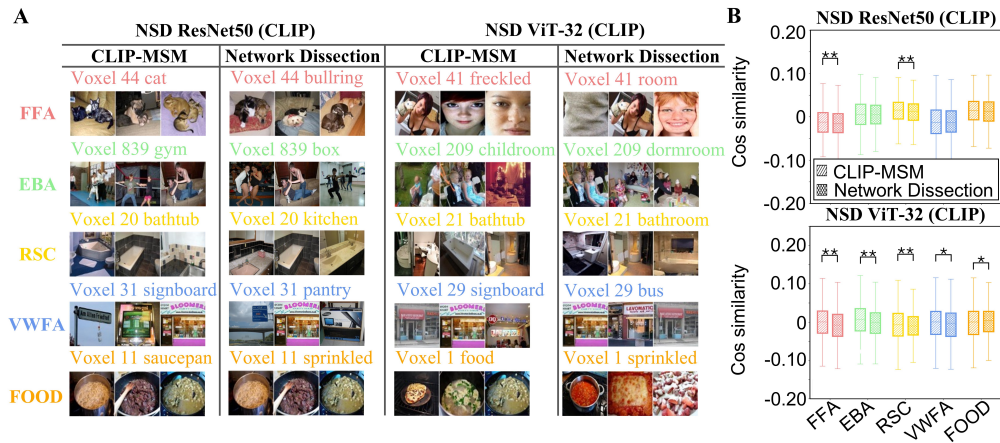 A
NSD ResNet50 (CLIP)
NSD ViT-32 (CLIP)
CLIP-MSM
Network Dissection
CLIP-MSM
Network Dissection
Voxel 44 cat
Voxel 44 bullring
Voxel 41 freckled
Voxel 41 room
FFA
Voxel 839 gym
Voxel 839 box
Voxel 209 childroom
Voxel 209 dormroom
EBA
Voxel 20 bathtub
Voxel 20 kitchen
Voxel 21 bathtub
Voxel 21 bathroom
RSC
Voxel 31 signboard
Voxel 31 pantry
Voxel 29 signboard
Voxel 29 bus
VWFA
BLOOMERS
BLOOMERS
BLOOMERS
Voxel 11 saucepan
Voxel 11 sprinkled
Voxel 1 food
Voxel 1 sprinkled
FOOD
B
NSD ResNet50 (CLIP)
Cos similarity
0.20
0.10
0
-0.10
-0.20
**
**
CLIP-MSM
Network Dissection
NSD ViT-32 (CLIP)
Cos similarity
0.20
0.10
0
-0.10
-0.20
**
**
**
*
*
FFA
EBA
RSC
VWFA
FOOD